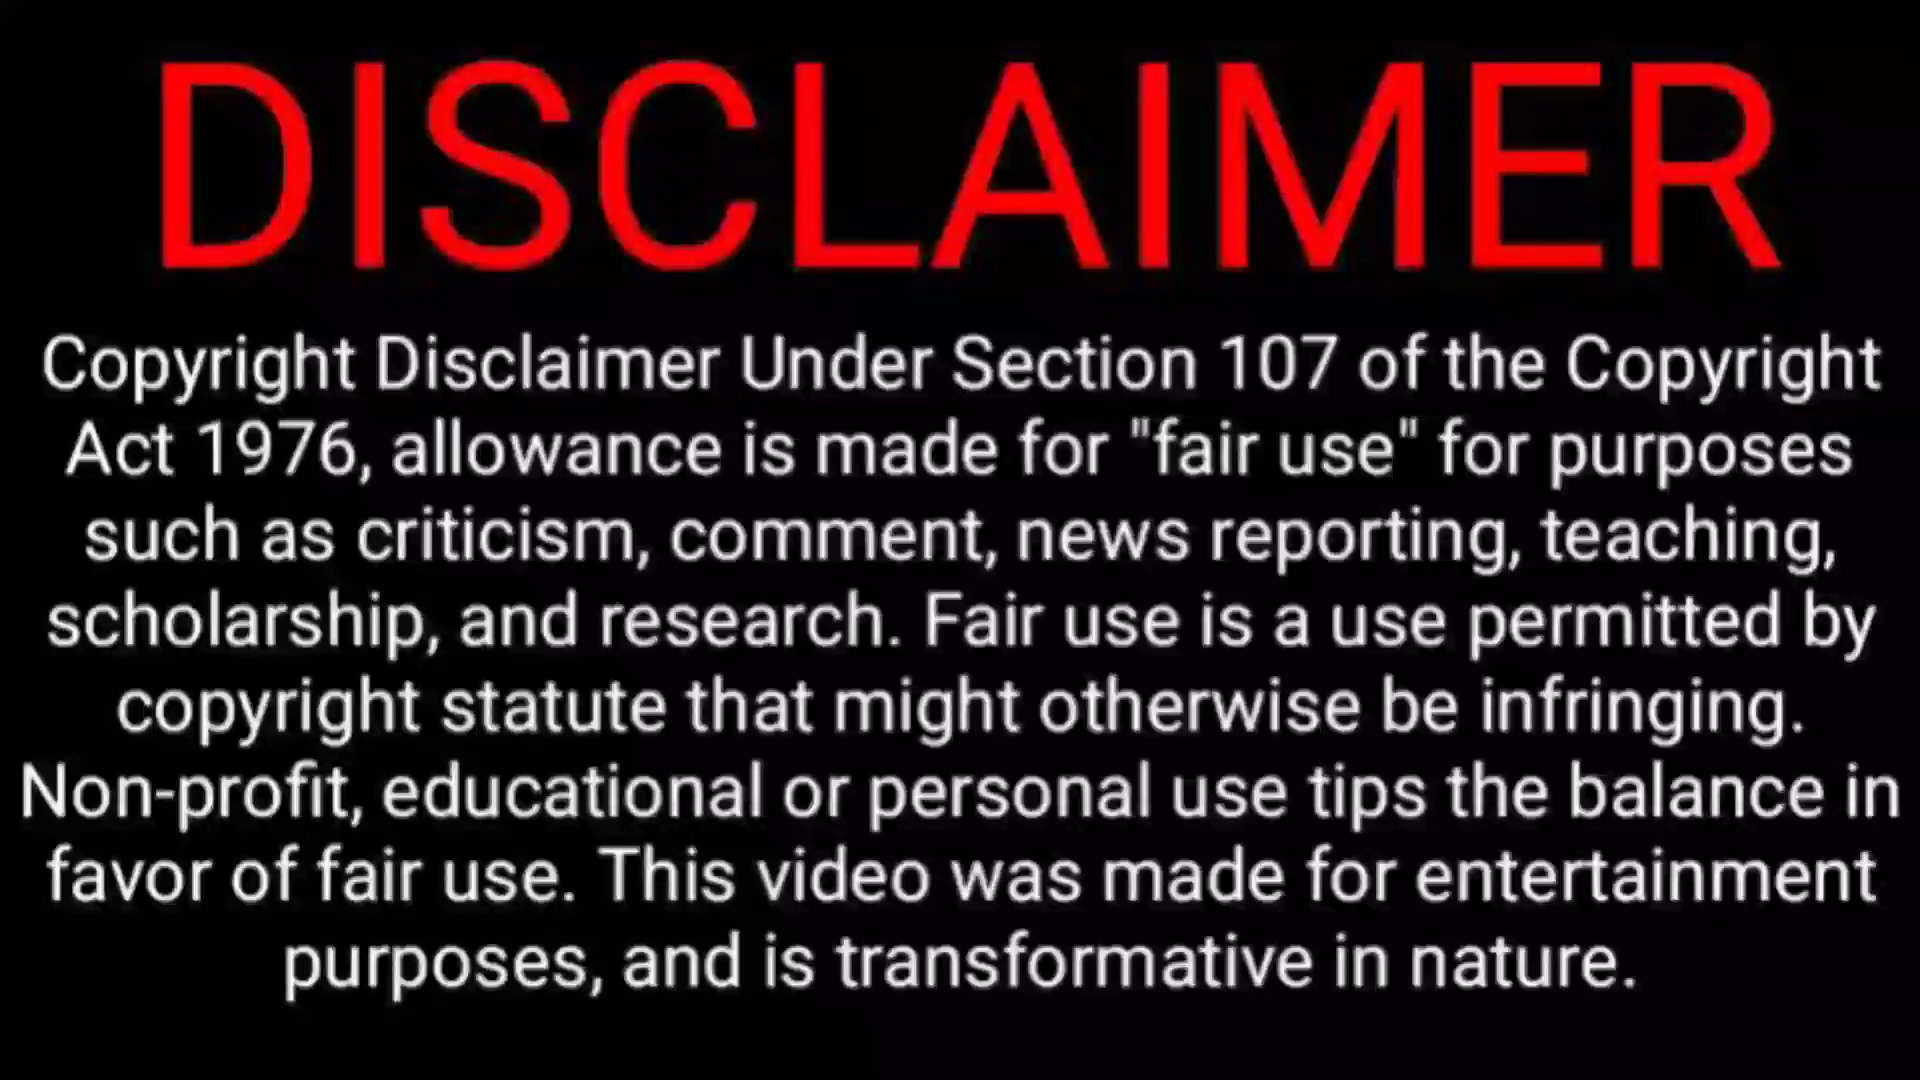 DISCLAIMER
Copyright Disclaimer Under Section 107 of the Copyright
Act 1976, allowance is made for "fair use" for purposes
such as criticism, comment, news reporting, teaching,
scholarship, and research. Fair use is a use permitted by
copyright statute that might otherwise be infringing.
Non-profit, educational or personal use tips the balance in
favor of fair use. This video was made for entertainment
purposes, and is transformative in nature.